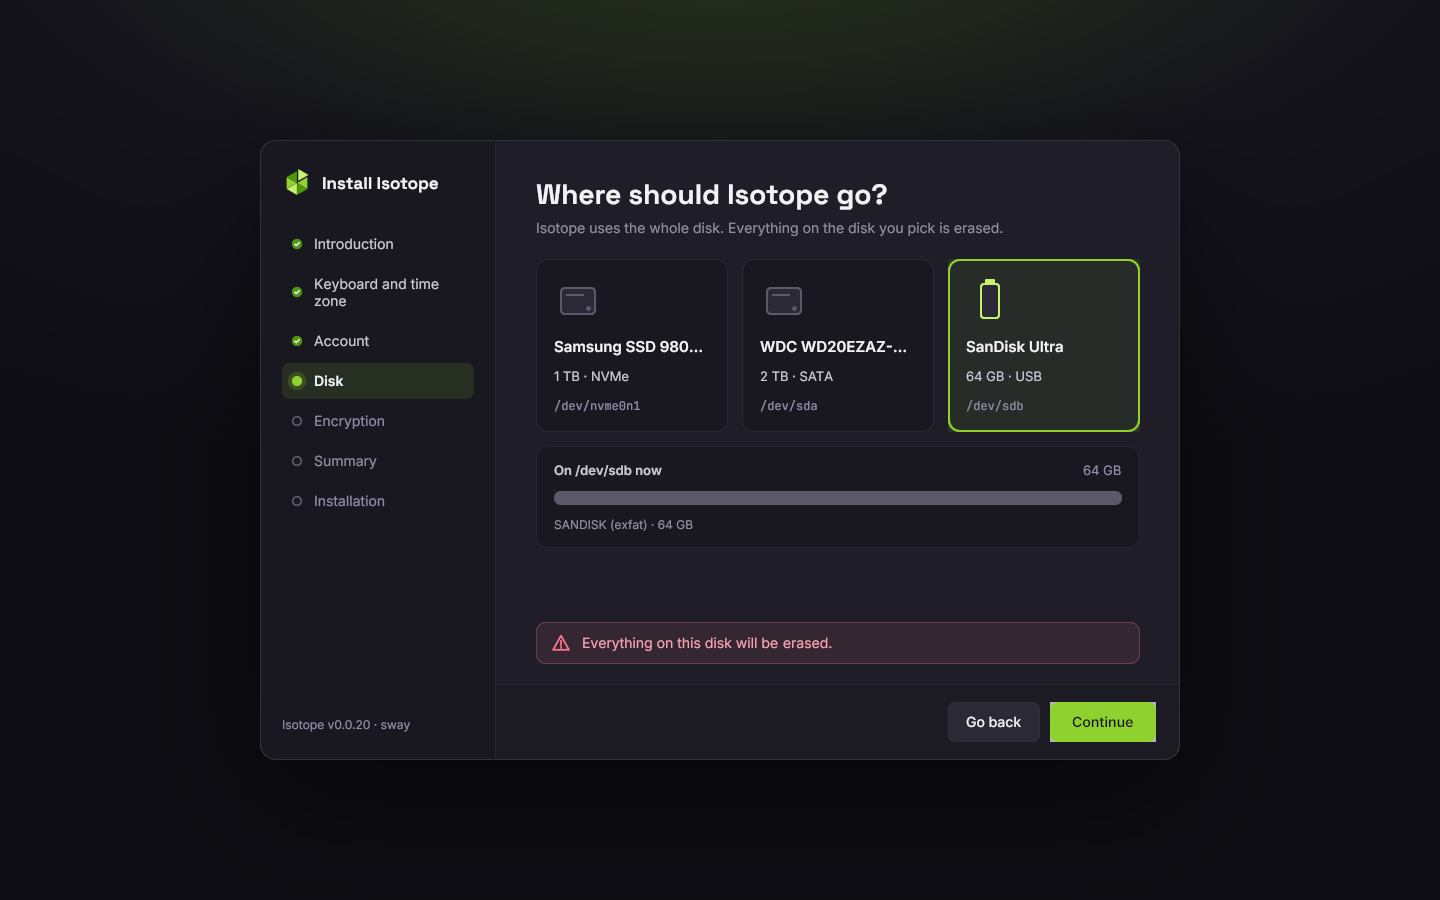 Install Isotope
Introduction
Keyboard and time
zone
Account
Disk
Encryption
Summary
Installation
Isotope v0.0.20 · sway
Where should Isotope go?
Isotope uses the whole disk. Everything on the disk you pick is erased.
Samsung SSD 980...
1 TB · NVMe
/dev/nvme0n1
WDC WD20EZAZ-...
2 TB · SATA
/dev/sda
SanDisk Ultra
64 GB · USB
/dev/sdb
On /dev/sdb now
64 GB
SANDISK (exfat) · 64 GB
Everything on this disk will be erased.
Go back
Continue